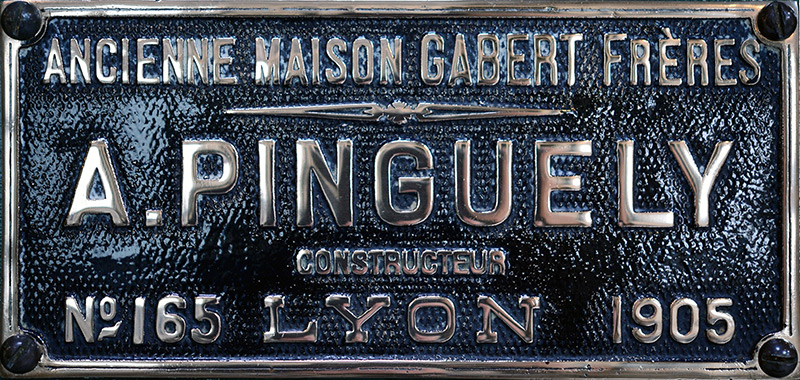 ANCIENNE MAISON GABERT FRÈRES
A. PINGUELY
CONSTRUCTEUR
Nº 165 LYON 1905